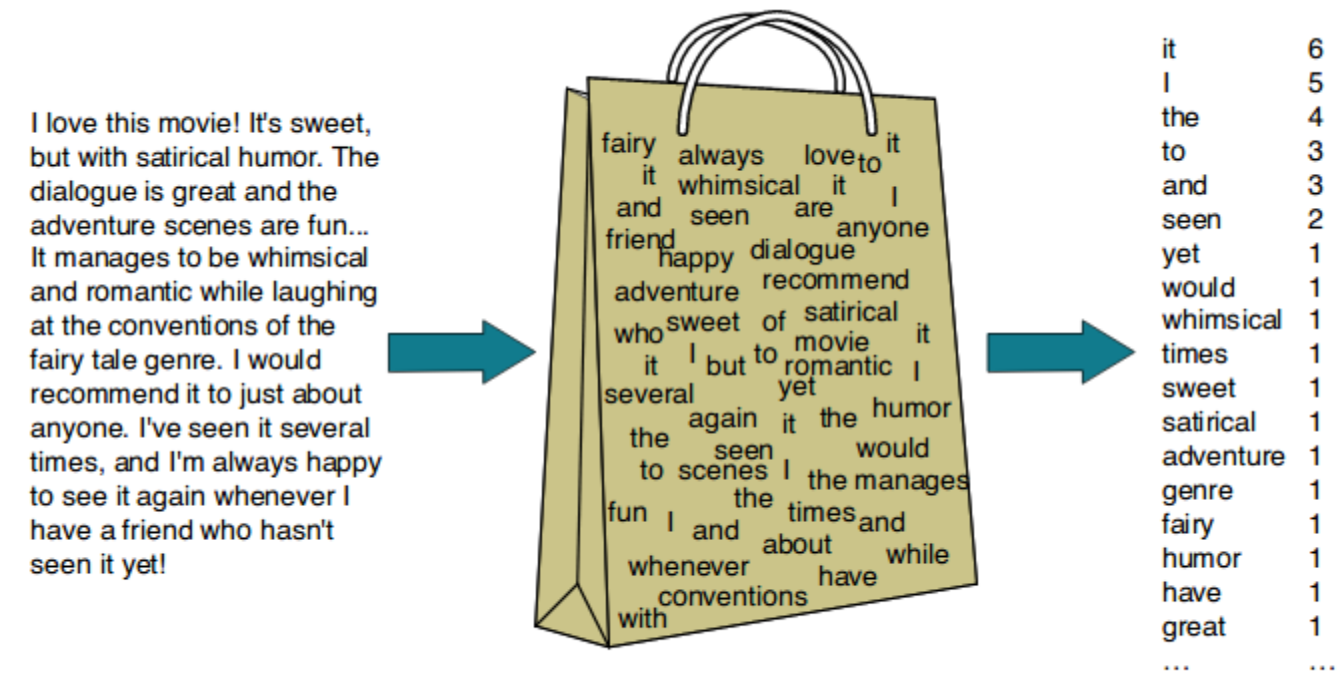 I love this movie! It's sweet,
but with satirical humor. The
dialogue is great and the
adventure scenes are fun...
It manages to be whimsical
and romantic while laughing
at the conventions of the
fairy tale genre. I would
recommend it to just about
anyone. I've seen it several
times, and I'm always happy
to see it again whenever I
have a friend who hasn't
seen it yet!
fairy always love to it
it whimsical it I
and seen are anyone
friend happy dialogue
adventure recommend
who sweet of satirical
it I but to movie it
romantic I
several yet
again it the humor
the seen would
to scenes I the manages
fun I and the times and
about while
whenever have
conventions
with
it 6
I 5
the 4
to 3
and 3
seen 2
yet 1
would 1
whimsical 1
times 1
sweet 1
satirical 1
adventure 1
genre 1
fairy 1
humor 1
have 1
great 1
... ...